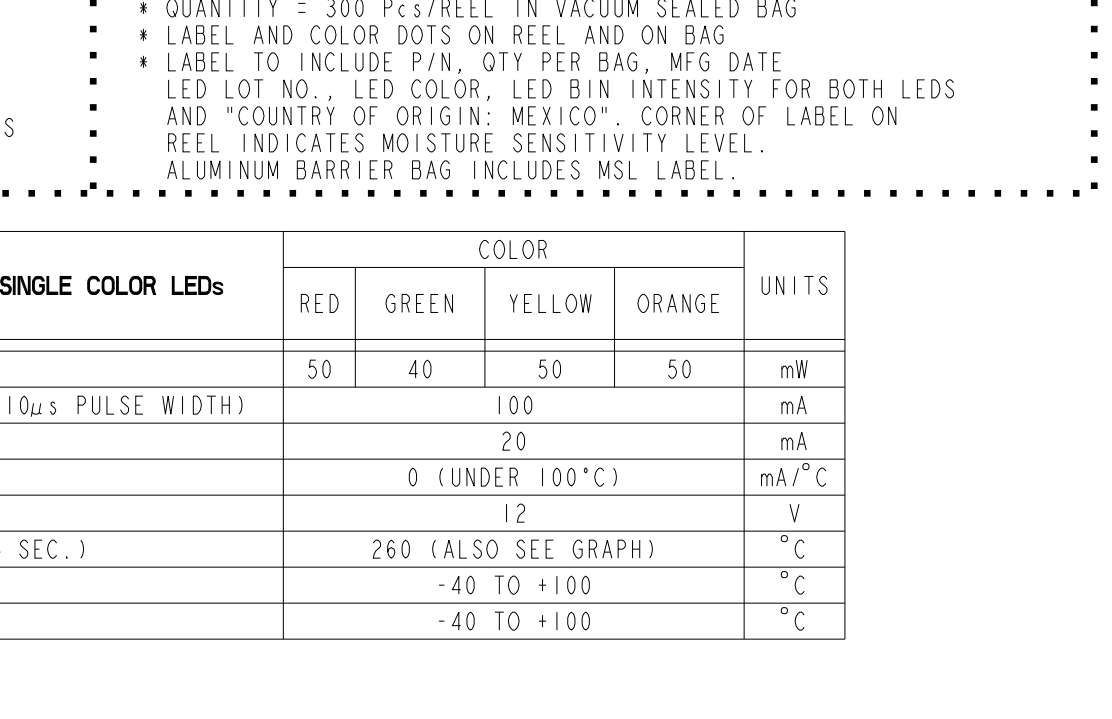 * QUANTITY = 300 Pcs/REEL IN VACUUM SEALED BAG
* LABEL AND COLOR DOTS ON REEL AND ON BAG
* LABEL TO INCLUDE P/N, QTY PER BAG, MFG DATE
LED LOT NO., LED COLOR, LED BIN INTENSITY FOR BOTH LEDS
AND "COUNTRY OF ORIGIN: MEXICO". CORNER OF LABEL ON
S
REEL INDICATES MOISTURE SENSITIVITY LEVEL.
ALUMINUM BARRIER BAG INCLUDES MSL LABEL.
SINGLE COLOR LEDs COLOR UNITS
RED GREEN YELLOW ORANGE
50 40 50 50 mW
10µs PULSE WIDTH) 100 mA
20 mA
0 (UNDER 100°C) mA/°C
12 V
SEC.) 260 (ALSO SEE GRAPH) °C
-40 TO +100 °C
-40 TO +100 °C